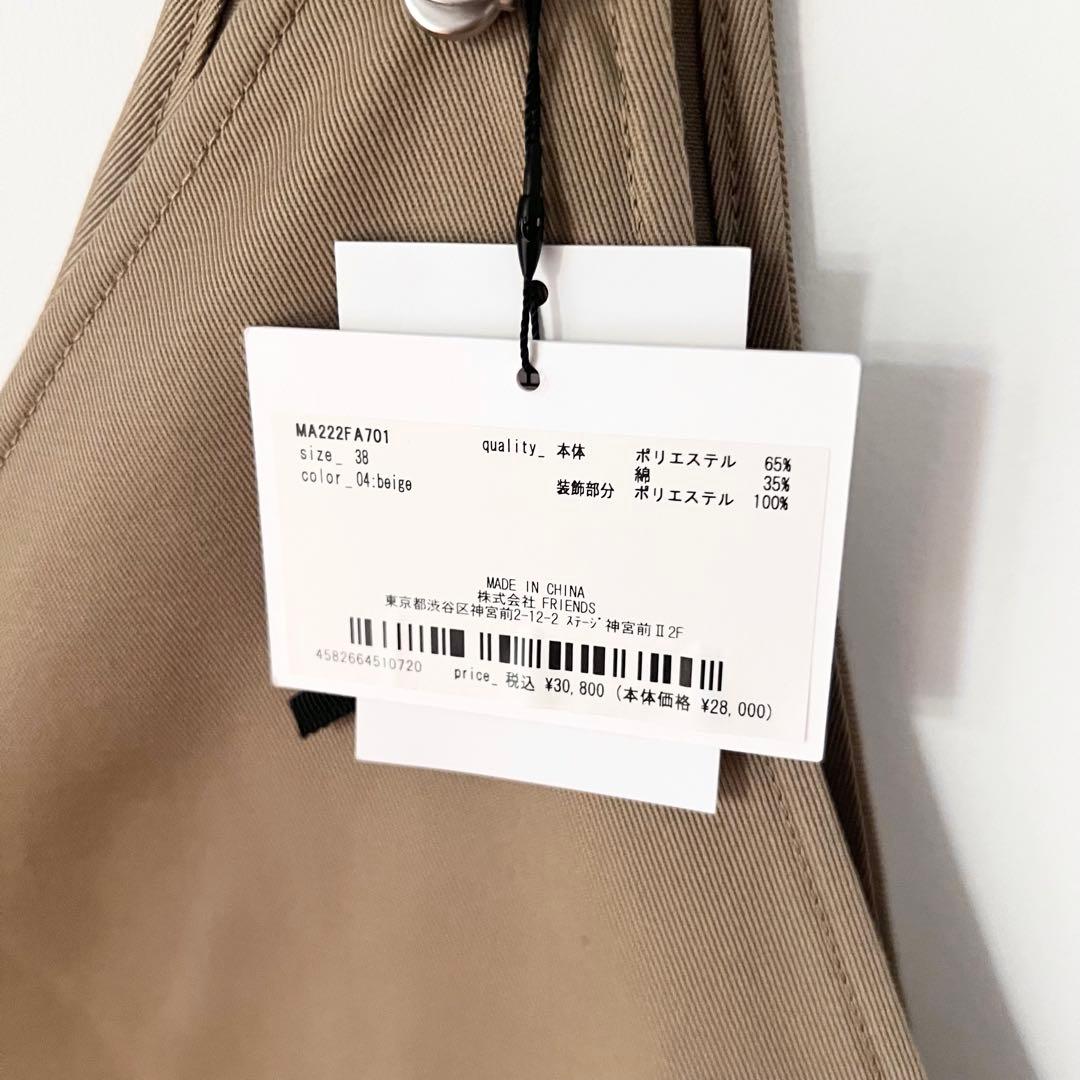 MA222FA701
size_ 38
color_04:beige
quality_ 本体 ポリエステル 65%
綿 35%
装飾部分 ポリエステル 100%
MADE IN CHINA
株式会社 FRIENDS
東京都渋谷区神宮前2-12-2 ｽﾃｰｼﾞ神宮前Ⅱ2F
4582664510720
price_ 税込 ¥30,800 (本体価格 ¥28,000)